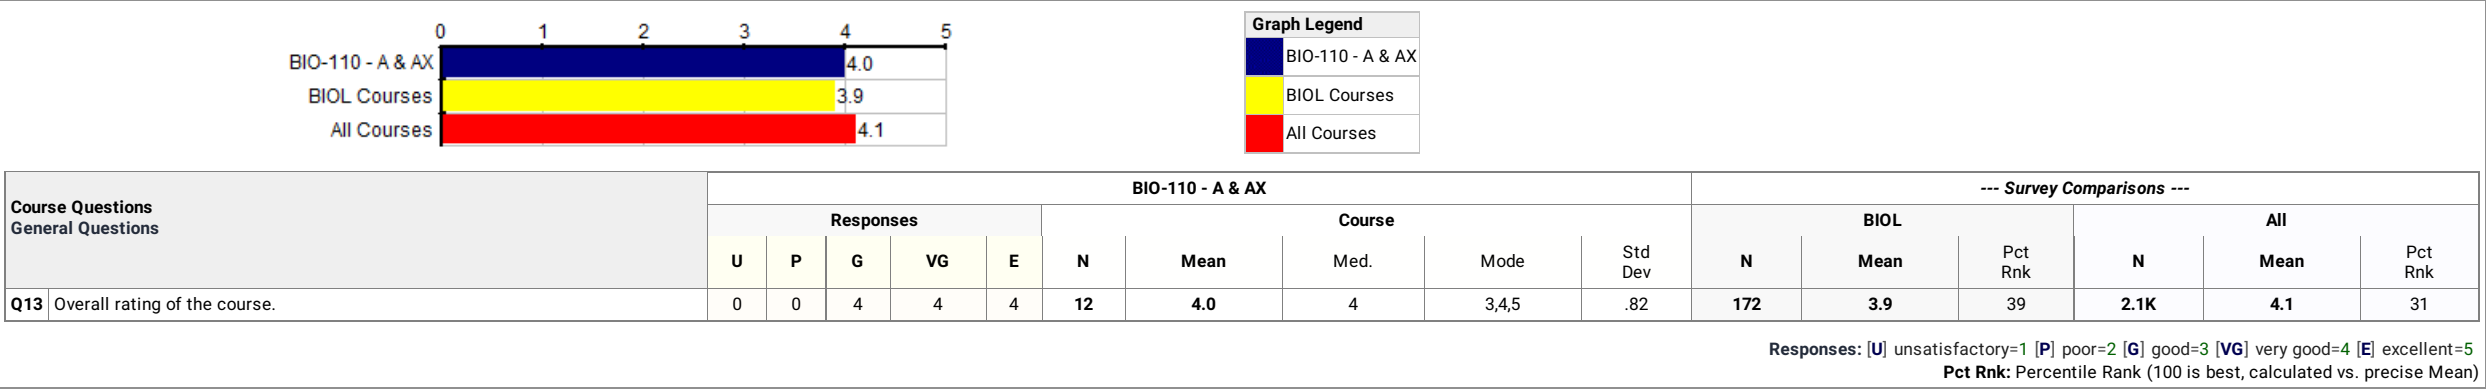 0 1 2 3 4 5
BIO-110 - A & AX 4.0
BIOL Courses 3.9
All Courses 4.1
Graph Legend
BIO-110 - A & AX
BIOL Courses
All Courses
Course Questions
General Questions
BIO-110 - A & AX --- Survey Comparisons ---
Responses Course BIOL All
U P G VG E N Mean Med. Mode Std Dev N Mean Pct Rnk N Mean Pct Rnk
Q13 Overall rating of the course. 0 0 4 4 4 12 4.0 4 3,4,5 .82 172 3.9 39 2.1K 4.1 31
Responses: [U] unsatisfactory=1 [P] poor=2 [G] good=3 [VG] very good=4 [E] excellent=5
Pct Rnk: Percentile Rank (100 is best, calculated vs. precise Mean)